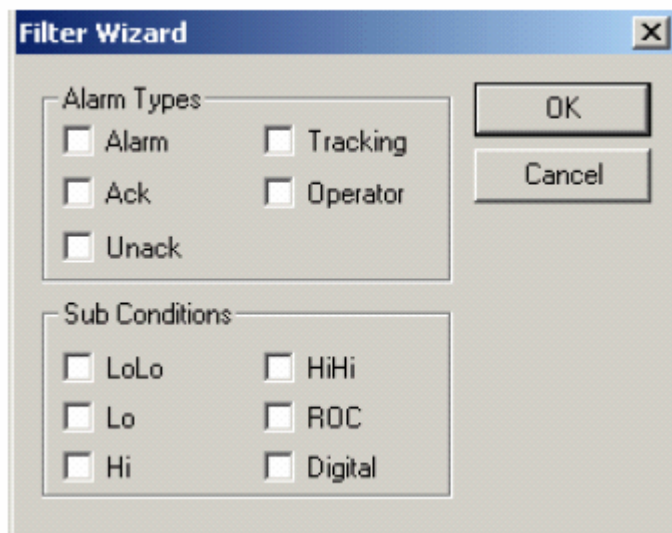 Filter Wizard
Alarm Types
Alarm
Tracking
Ack
Operator
Unack
OK
Cancel
Sub Conditions
LoLo
HiHi
Lo
ROC
Hi
Digital